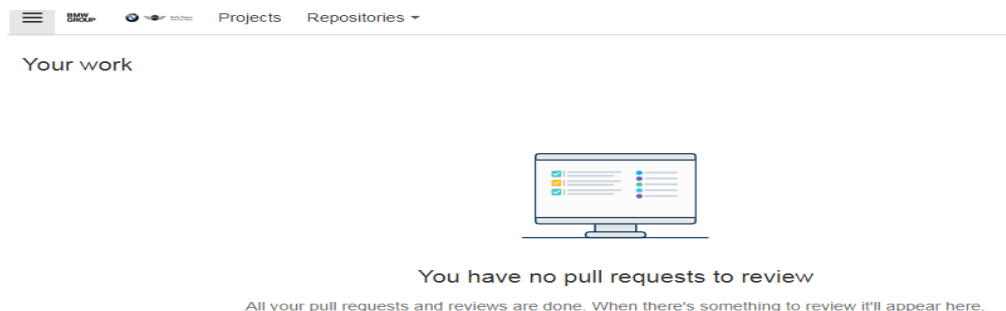 BMW GROUP Projects Repositories
Your work
You have no pull requests to review
All your pull requests and reviews are done. When there's something to review it'll appear here.